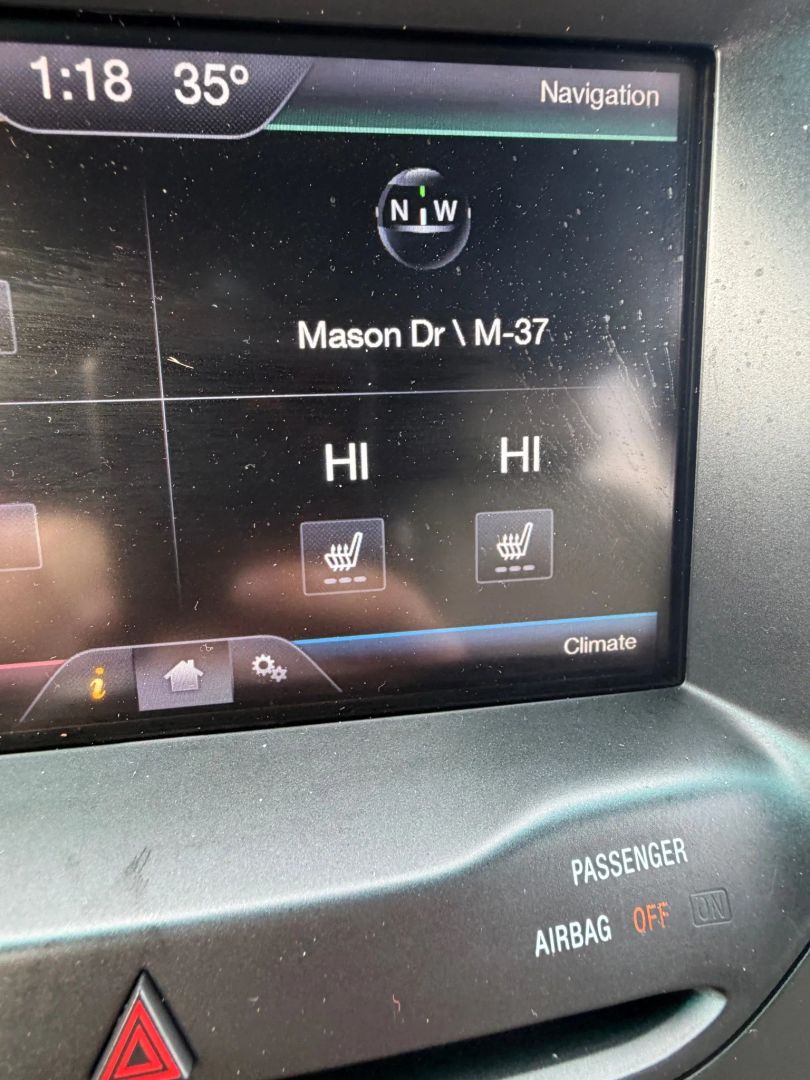 1:18 35° Navigation
N W
Mason Dr \ M-37
HI HI
Climate
i
PASSENGER
AIRBAG OFF ON